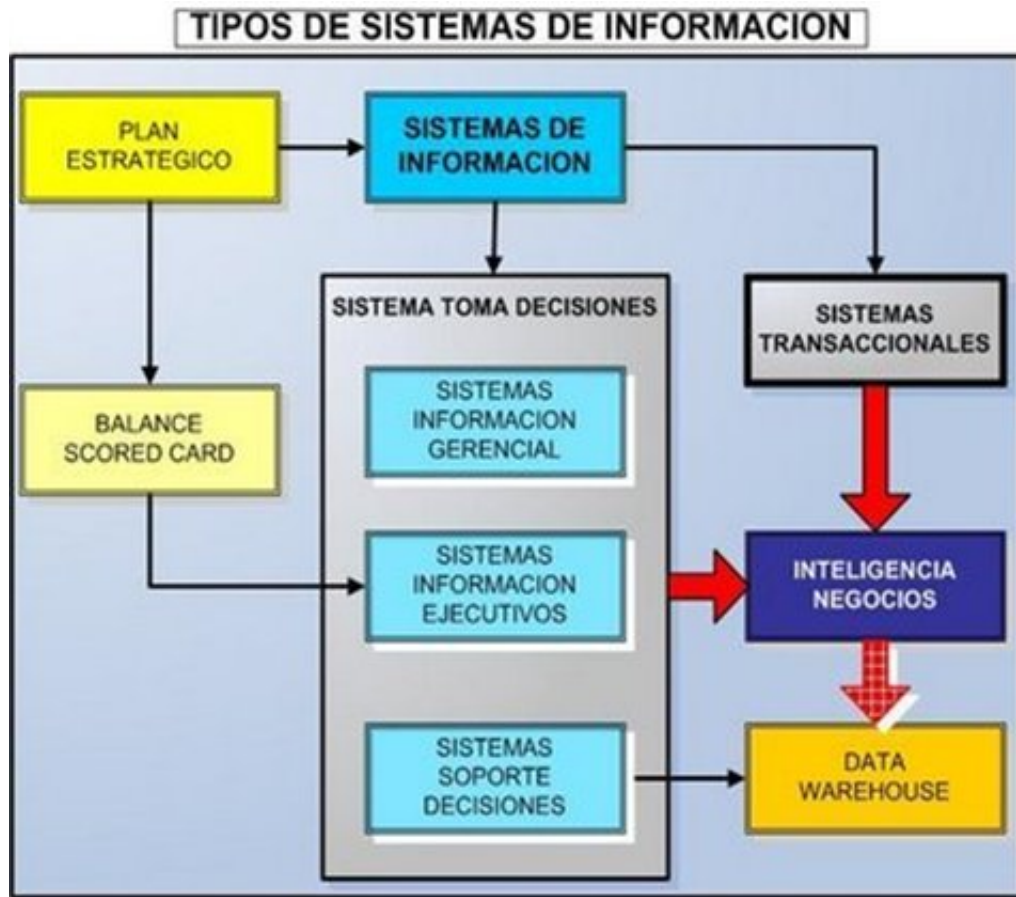 TIPOS DE SISTEMAS DE INFORMACION
PLAN
ESTRATEGICO
SISTEMAS DE
INFORMACION
SISTEMA TOMA DECISIONES
SISTEMAS
TRANSACCIONALES
SISTEMAS
INFORMACION
GERENCIAL
BALANCE
SCORED CARD
SISTEMAS
INFORMACION
EJECUTIVOS
INTELIGENCIA
NEGOCIOS
SISTEMAS
SOPORTE
DECISIONES
DATA
WAREHOUSE